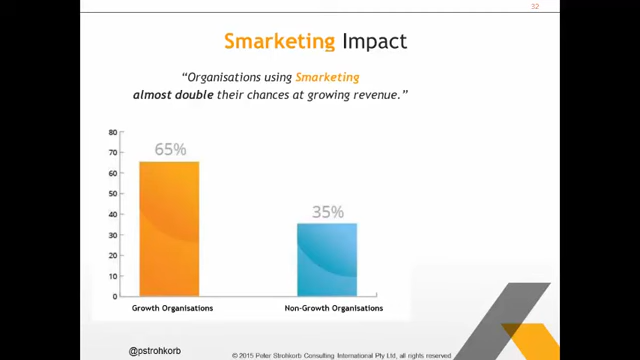 32
Smarketing Impact
“Organisations using Smarketing
almost double their chances at growing revenue.”
80
70
60
50
40
30
20
10
0
65%
35%
Growth Organisations
Non-Growth Organisations
@pstrohkorb
© 2015 Peter Strohkorb Consulting International Pty Ltd, all rights reserved